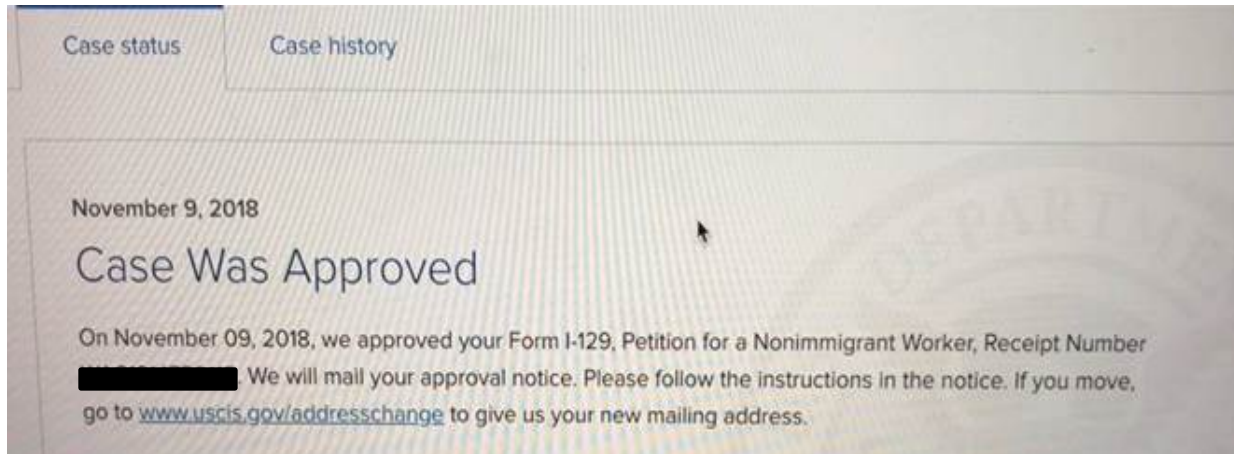 Case status
Case history
November 9, 2018
Case Was Approved
On November 09, 2018, we approved your Form I-129, Petition for a Nonimmigrant Worker, Receipt Number
. We will mail your approval notice. Please follow the instructions in the notice. If you move,
go to www.uscis.gov/addresschange to give us your new mailing address.
DEPARTME